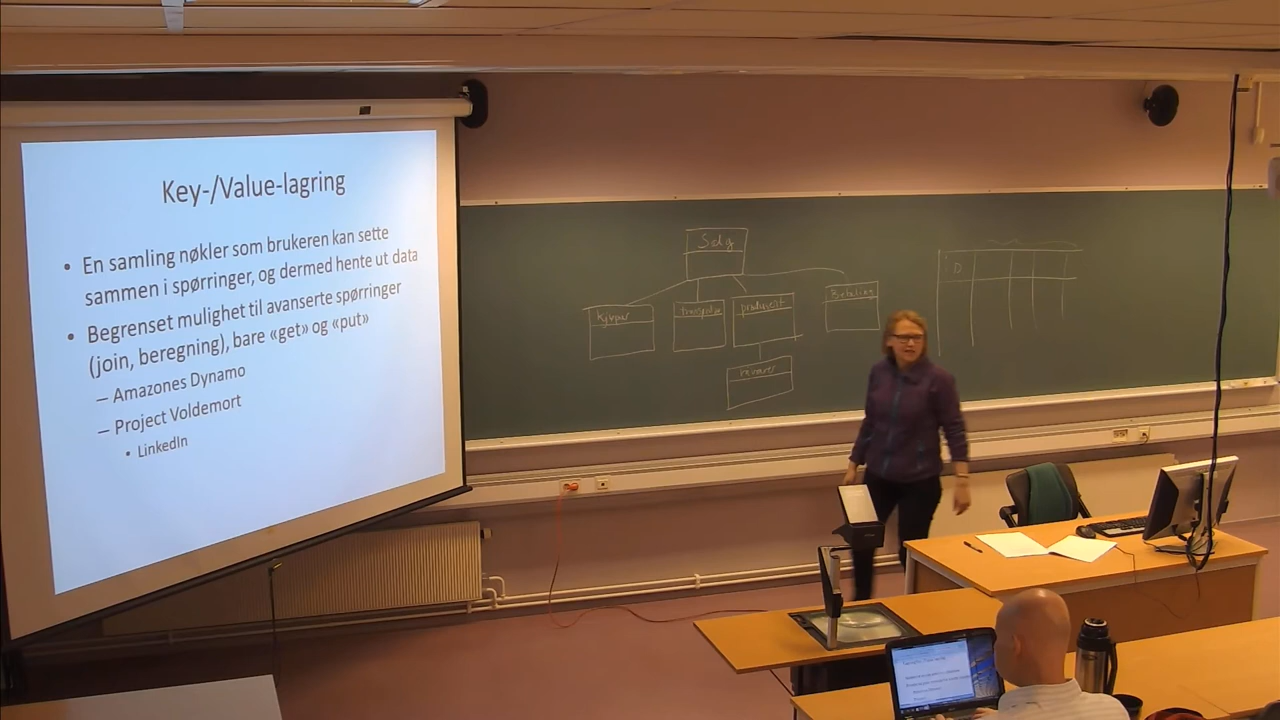 Key-/Value-lagring
• En samling nøkler som brukeren kan sette
sammen i spørringer, og dermed hente ut data
• Begrenset mulighet til avanserte spørringer
(join, beregning), bare «get» og «put»
– Amazones Dynamo
– Project Voldemort
• LinkedIn
Salg
Kjøper
produsent
Betaling
ID